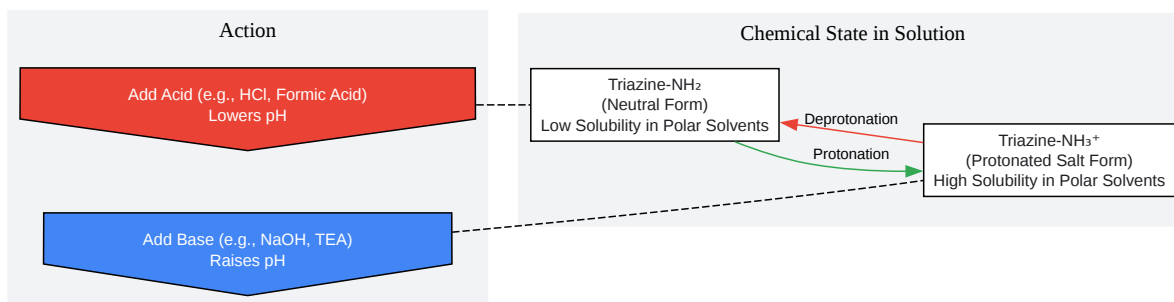 Action
Add Acid (e.g., HCl, Formic Acid)
Lowers pH
Add Base (e.g., NaOH, TEA)
Raises pH
Chemical State in Solution
Triazine-NH₂
(Neutral Form)
Low Solubility in Polar Solvents
Deprotonation
Protonation
Triazine-NH₃⁺
(Protonated Salt Form)
High Solubility in Polar Solvents